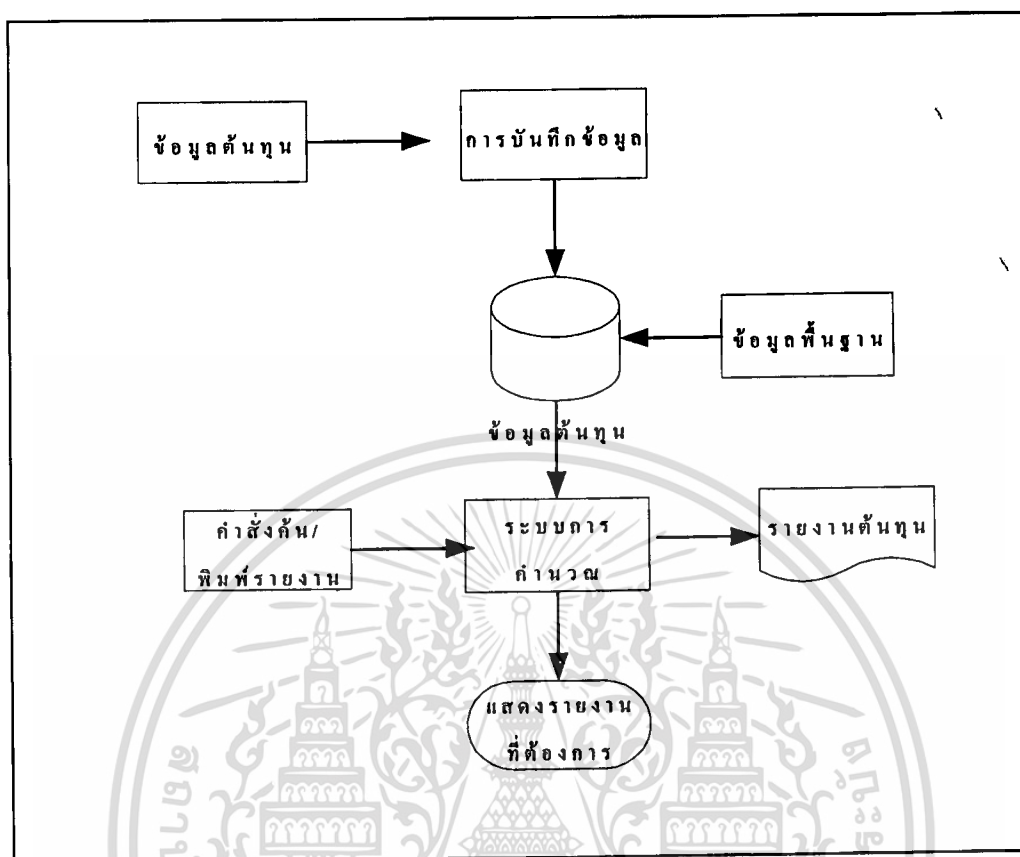 ข้อมูลต้นทุน
การบันทึกข้อมูล
ข้อมูลพื้นฐาน
ข้อมูลต้นทุน
คำสั่งค้น/
พิมพ์รายงาน
ระบบการ
คำนวณ
รายงานต้นทุน
แสดงรายงาน
ที่ต้องการ